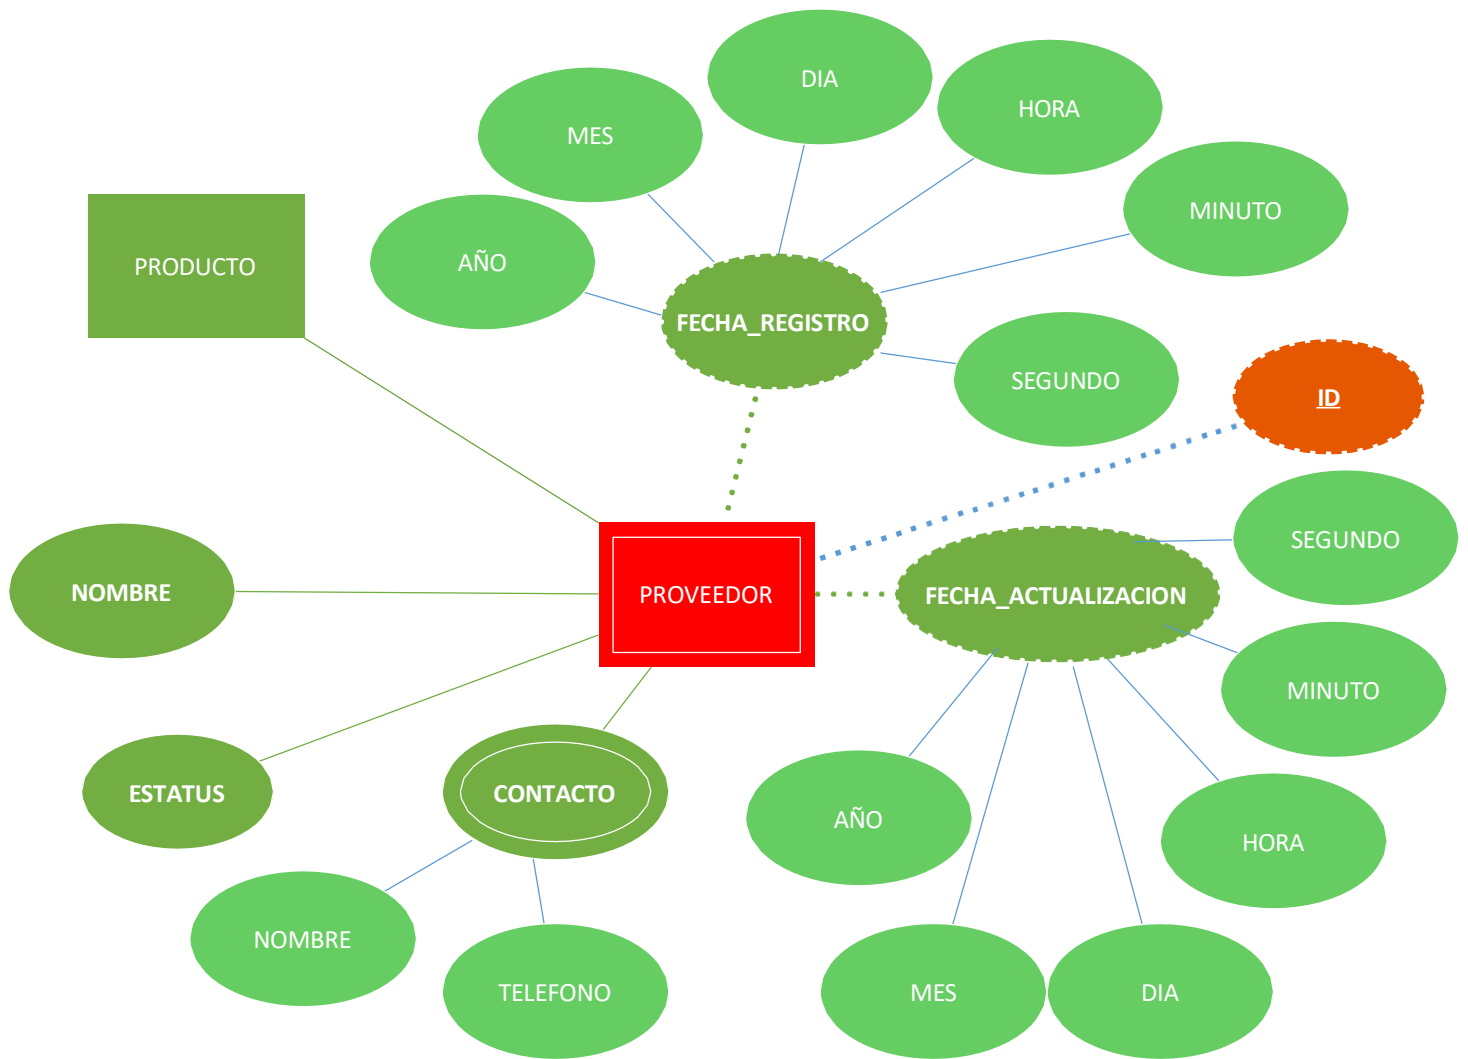 DIA
HORA
MES
MINUTO
AÑO
PRODUCTO
FECHA_REGISTRO
SEGUNDO
ID
SEGUNDO
NOMBRE
PROVEEDOR
FECHA_ACTUALIZACION
MINUTO
ESTATUS
CONTACTO
AÑO
HORA
NOMBRE
TELEFONO
MES
DIA